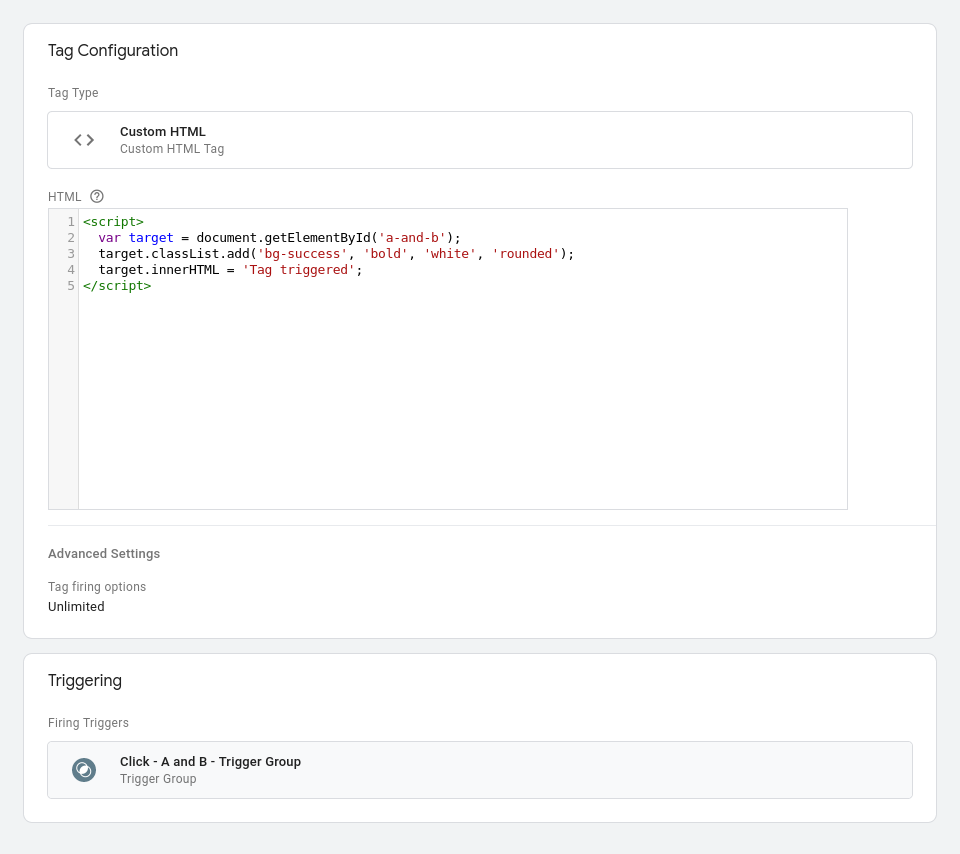 Tag Configuration
Tag Type
Custom HTML
Custom HTML Tag
HTML ?
1 <script>
2   var target = document.getElementById('a-and-b');
3   target.classList.add('bg-success', 'bold', 'white', 'rounded');
4   target.innerHTML = 'Tag triggered';
5 </script>
Advanced Settings
Tag firing options
Unlimited
Triggering
Firing Triggers
Click - A and B - Trigger Group
Trigger Group